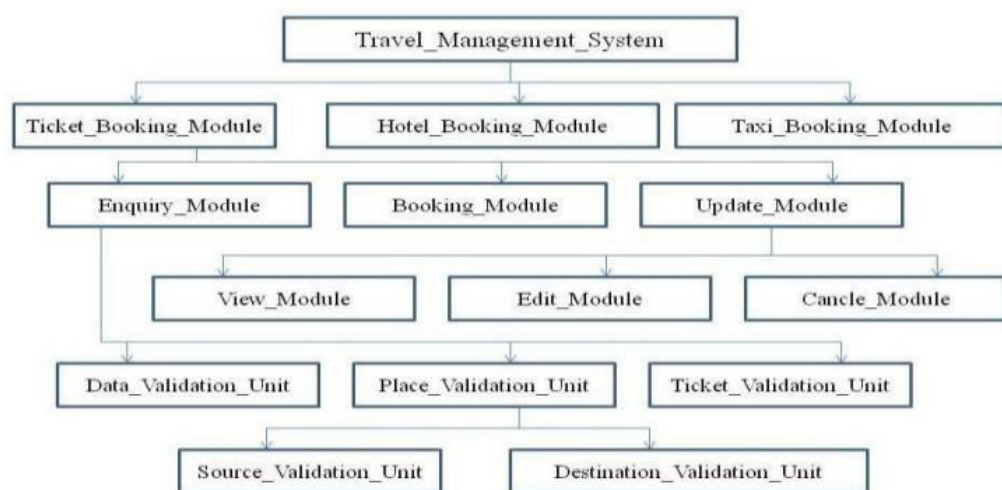 Travel_Management_System
Ticket_Booking_Module
Hotel_Booking_Module
Taxi_Booking_Module
Enquiry_Module
Booking_Module
Update_Module
View_Module
Edit_Module
Cancle_Module
Data_Validation_Unit
Place_Validation_Unit
Ticket_Validation_Unit
Source_Validation_Unit
Destination_Validation_Unit